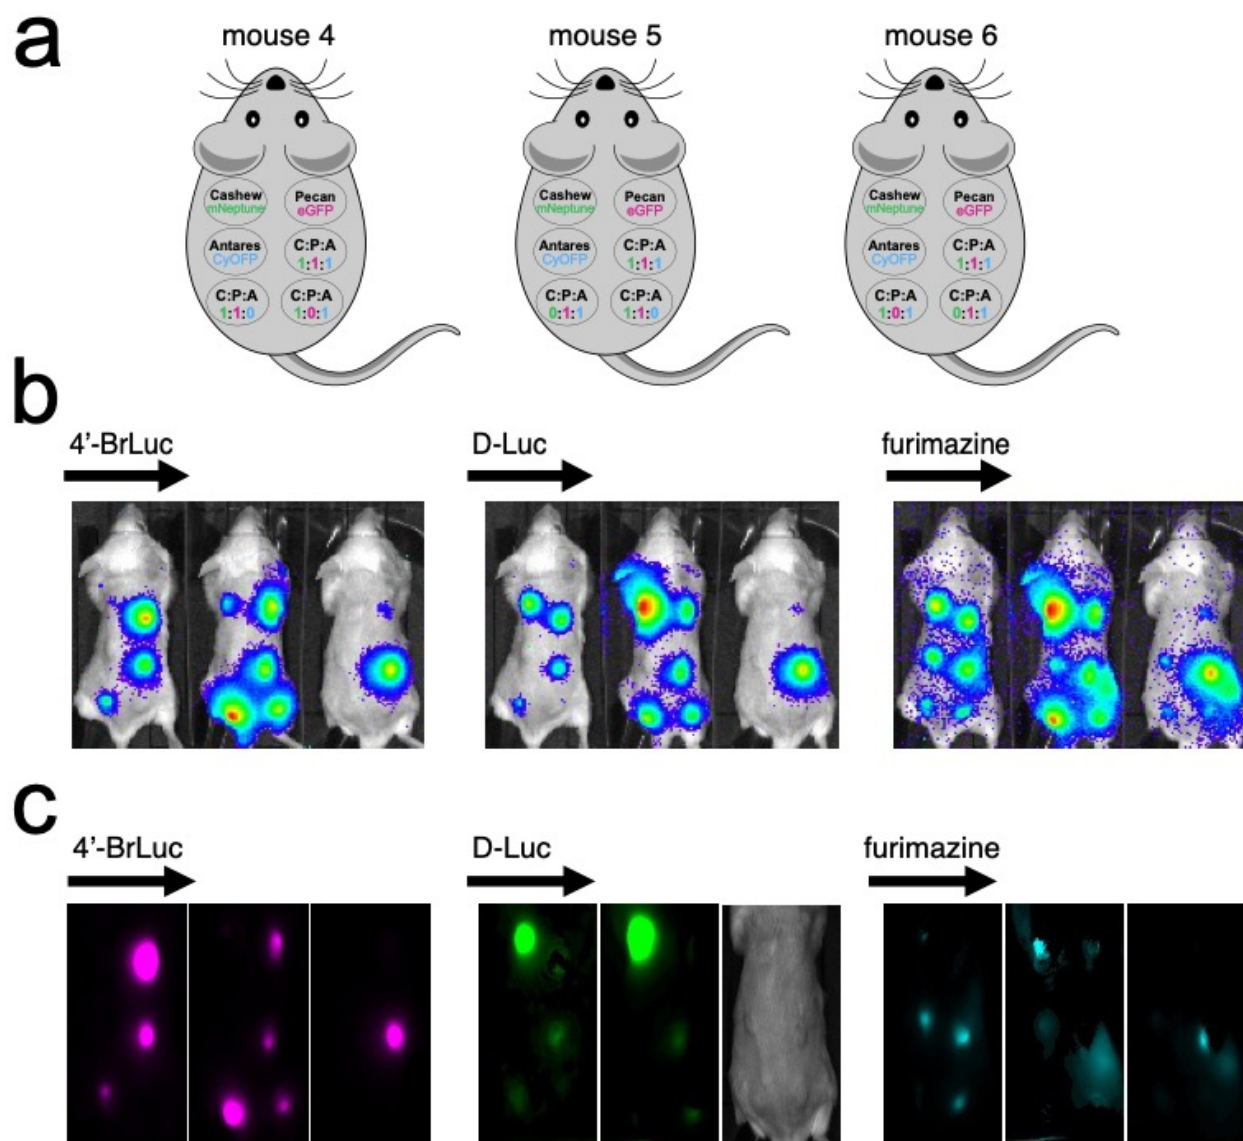 a
mouse 4 mouse 5 mouse 6
Cashew Pecan Cashew Pecan Cashew Pecan
mNeptune eGFP mNeptune eGFP mNeptune eGFP
Antares C:P:A Antares C:P:A Antares C:P:A
CyOFP 1:1:1 CyOFP 1:1:1 CyOFP 1:1:1
C:P:A C:P:A C:P:A C:P:A C:P:A C:P:A
1:1:0 1:0:1 0:1:1 1:1:0 1:0:1 0:1:1
b
4'-BrLuc D-Luc furimazine
c
4'-BrLuc D-Luc furimazine